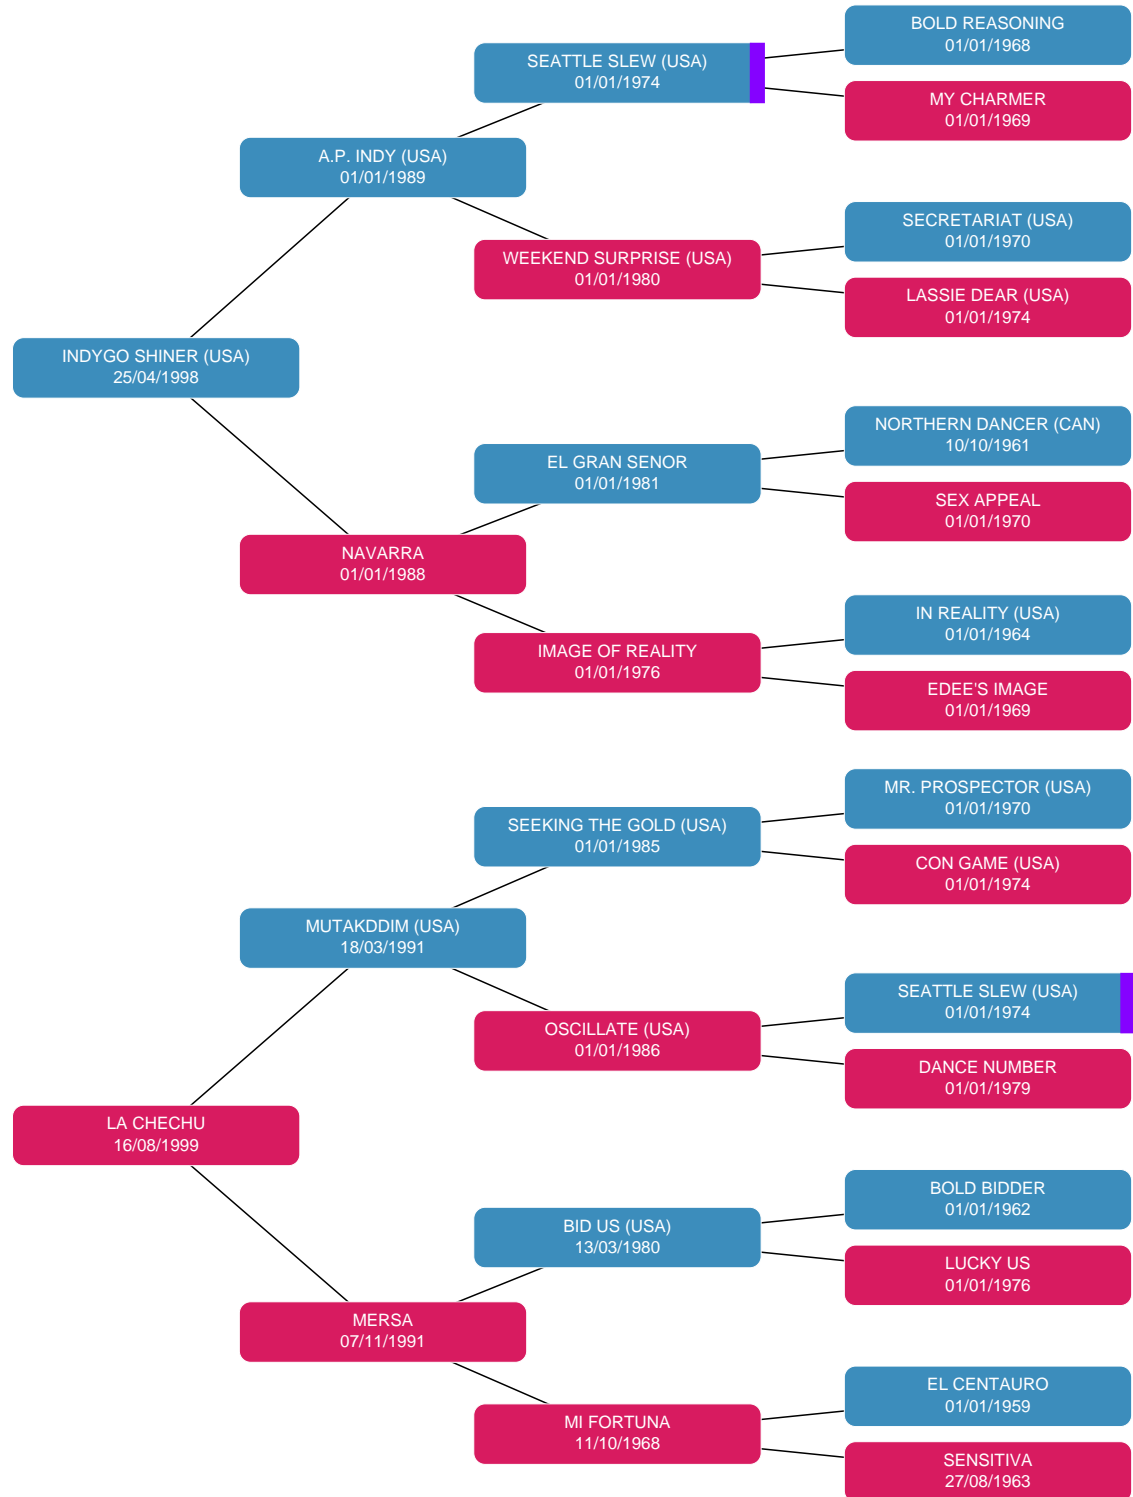 BOLD REASONING
01/01/1968
SEATTLE SLEW (USA)
01/01/1974
MY CHARMER
01/01/1969
A.P. INDY (USA)
01/01/1989
SECRETARIAT (USA)
01/01/1970
WEEKEND SURPRISE (USA)
01/01/1980
LASSIE DEAR (USA)
01/01/1974
INDYGO SHINER (USA)
25/04/1998
NORTHERN DANCER (CAN)
10/10/1961
EL GRAN SENOR
01/01/1981
SEX APPEAL
01/01/1970
NAVARRA
01/01/1988
IN REALITY (USA)
01/01/1964
IMAGE OF REALITY
01/01/1976
EDEE'S IMAGE
01/01/1969
MR. PROSPECTOR (USA)
01/01/1970
SEEKING THE GOLD (USA)
01/01/1985
CON GAME (USA)
01/01/1974
MUTAKDDIM (USA)
18/03/1991
SEATTLE SLEW (USA)
01/01/1974
OSCILLATE (USA)
01/01/1986
DANCE NUMBER
01/01/1979
LA CHECHU
16/08/1999
BOLD BIDDER
01/01/1962
BID US (USA)
13/03/1980
LUCKY US
01/01/1976
MERSA
07/11/1991
EL CENTAURO
01/01/1959
MI FORTUNA
11/10/1968
SENSITIVA
27/08/1963